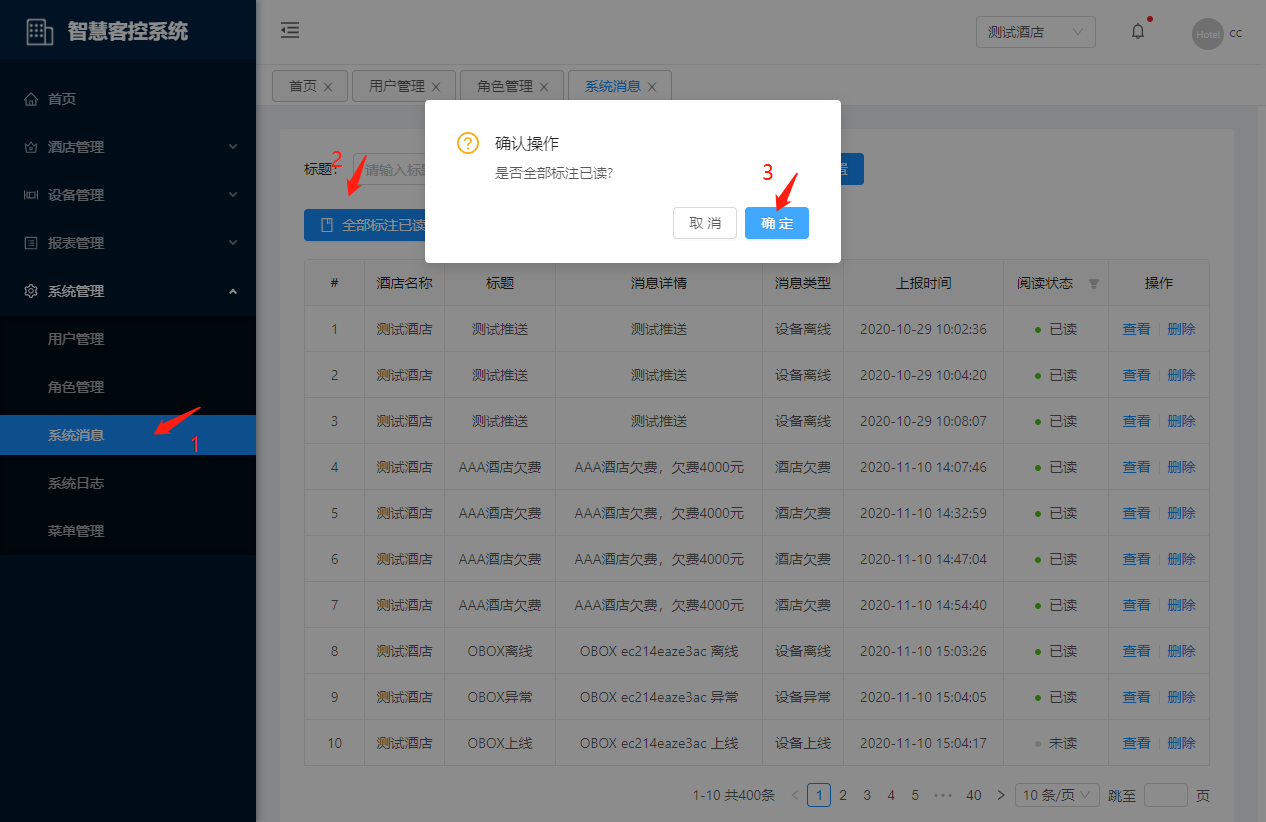 智慧客控系统
测试酒店
Hotel
cc
首页
酒店管理
设备管理
报表管理
系统管理
用户管理
角色管理
系统消息
1
系统日志
菜单管理
首页 用户管理 角色管理 系统消息
确认操作
是否全部标注已读?
取 消 确 定
3
2
标题: 请输入标题 置
全部标注已读
# 酒店名称 标题 消息详情 消息类型 上报时间 阅读状态 操作
1 测试酒店 测试推送 测试推送 设备离线 2020-10-29 10:02:36 已读 查看 删除
2 测试酒店 测试推送 测试推送 设备离线 2020-10-29 10:04:20 已读 查看 删除
3 测试酒店 测试推送 测试推送 设备离线 2020-10-29 10:08:07 已读 查看 删除
4 测试酒店 AAA酒店欠费 AAA酒店欠费，欠费4000元 酒店欠费 2020-11-10 14:07:46 已读 查看 删除
5 测试酒店 AAA酒店欠费 AAA酒店欠费，欠费4000元 酒店欠费 2020-11-10 14:32:59 已读 查看 删除
6 测试酒店 AAA酒店欠费 AAA酒店欠费，欠费4000元 酒店欠费 2020-11-10 14:47:04 已读 查看 删除
7 测试酒店 AAA酒店欠费 AAA酒店欠费，欠费4000元 酒店欠费 2020-11-10 14:54:40 已读 查看 删除
8 测试酒店 OBOX离线 OBOX ec214eaze3ac 离线 设备离线 2020-11-10 15:03:26 已读 查看 删除
9 测试酒店 OBOX异常 OBOX ec214eaze3ac 异常 设备异常 2020-11-10 15:04:05 已读 查看 删除
10 测试酒店 OBOX上线 OBOX ec214eaze3ac 上线 设备上线 2020-11-10 15:04:17 未读 查看 删除
1-10 共400条 1 2 3 4 5 ••• 40 10 条/页 跳至 页